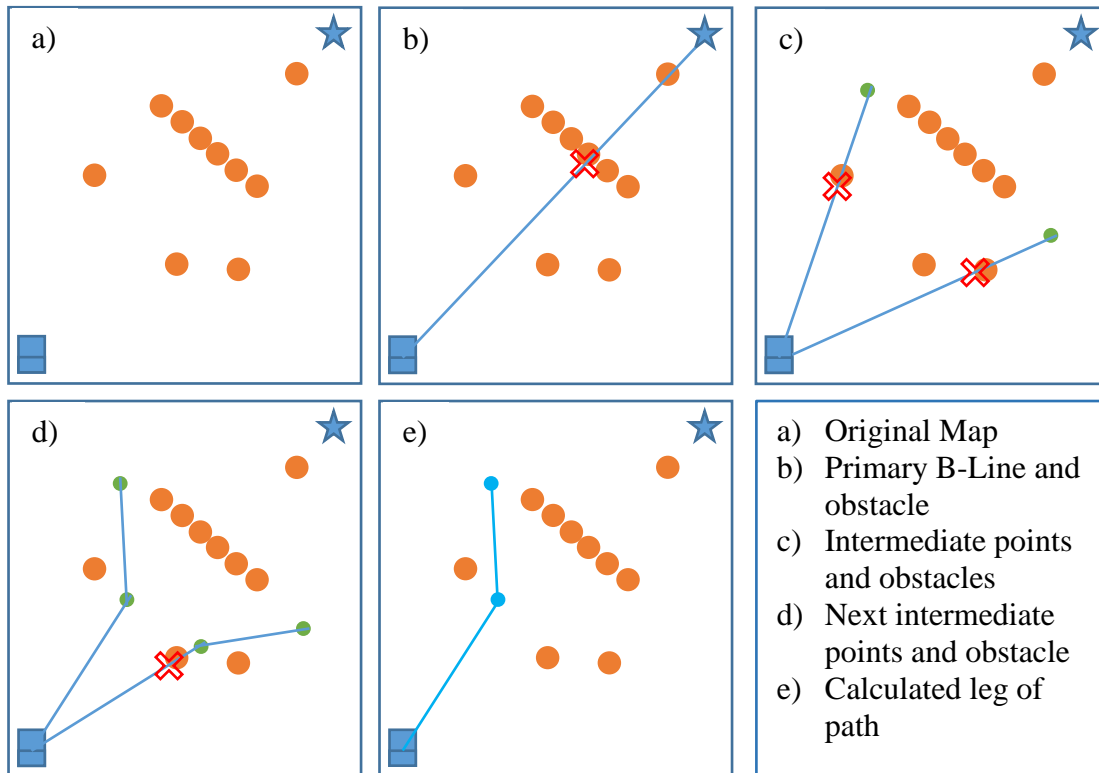 a)
b)
c)
d)
e)
a) Original Map
b) Primary B-Line and
obstacle
c) Intermediate points
and obstacles
d) Next intermediate
points and obstacle
e) Calculated leg of
path